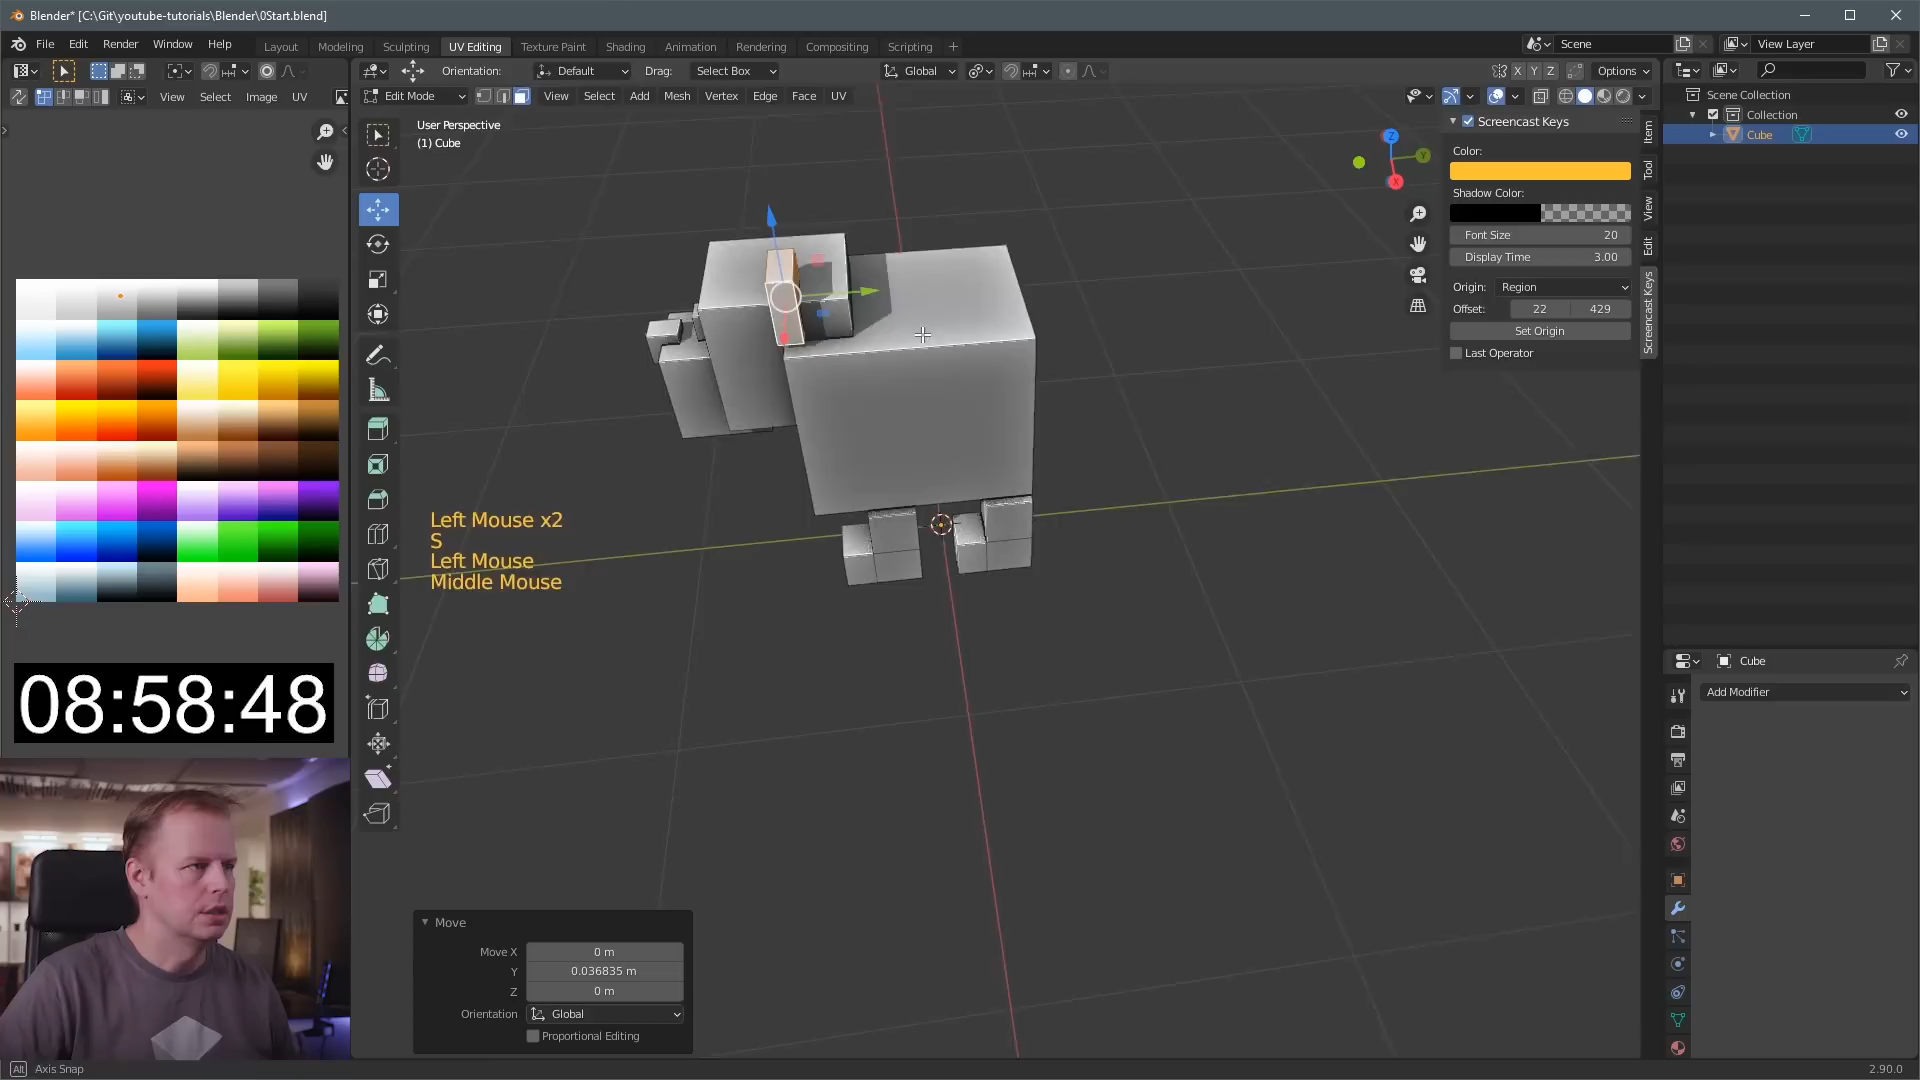 Blender* [C:\Git\youtube-tutorials\Blender\0Start.blend]
File Edit Render Window Help
Layout Modeling Sculpting UV Editing Texture Paint Shading Animation Rendering Compositing Scripting +
Scene
View Layer
Orientation: Default Drag: Select Box
Global
X Y Z Options
View Select Image UV
Edit Mode View Select Add Mesh Vertex Edge Face UV
User Perspective
(1) Cube
Z
Y
X
Screencast Keys
Color:
Shadow Color:
Font Size 20
Display Time 3.00
Origin: Region
Offset: 22 429
Set Origin
Last Operator
Item
Tool
View
Edit
Screencast Keys
Scene Collection
Collection
Cube
Left Mouse x2
S
Left Mouse
Middle Mouse
08:58:48
Cube
Add Modifier
Move
Move X 0 m
Y 0.036835 m
Z 0 m
Orientation Global
Proportional Editing
Alt Axis Snap
2.90.0